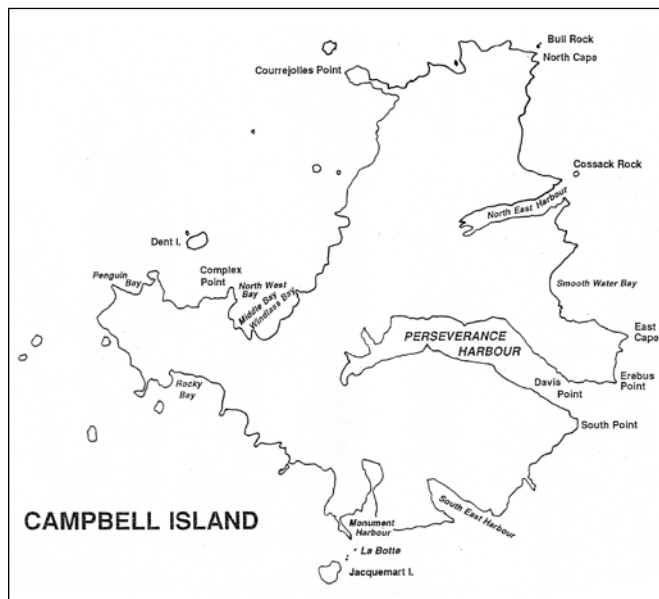 Bull Rock
North Cape
Courrejolles Point
Cossack Rock
North East Harbour
Dent I.
Complex
Point
Penguin
Bay
North West
Bay
Middle Bay
Windlass Bay
Smooth Water Bay
PERSEVERANCE
HARBOUR
East
Cape
Erebus
Point
Davis
Point
Rocky
Bay
South Point
South East Harbour
CAMPBELL ISLAND
Monument
Harbour
La Botte
Jacquemart I.